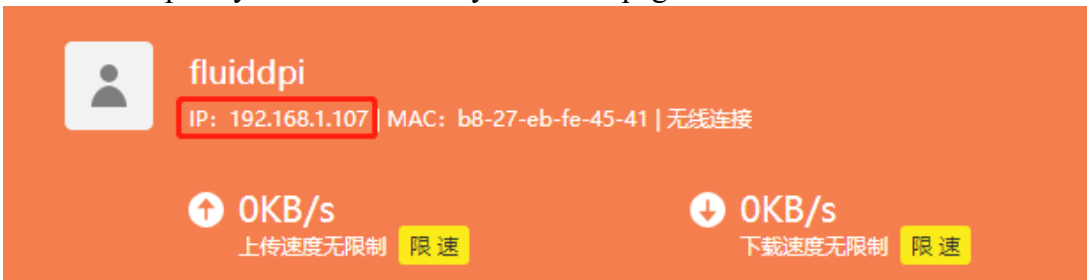 fluiddpi
IP: 192.168.1.107 | MAC: b8-27-eb-fe-45-41 | 无线连接
0KB/s
上传速度无限制 限速
0KB/s
下载速度无限制 限速